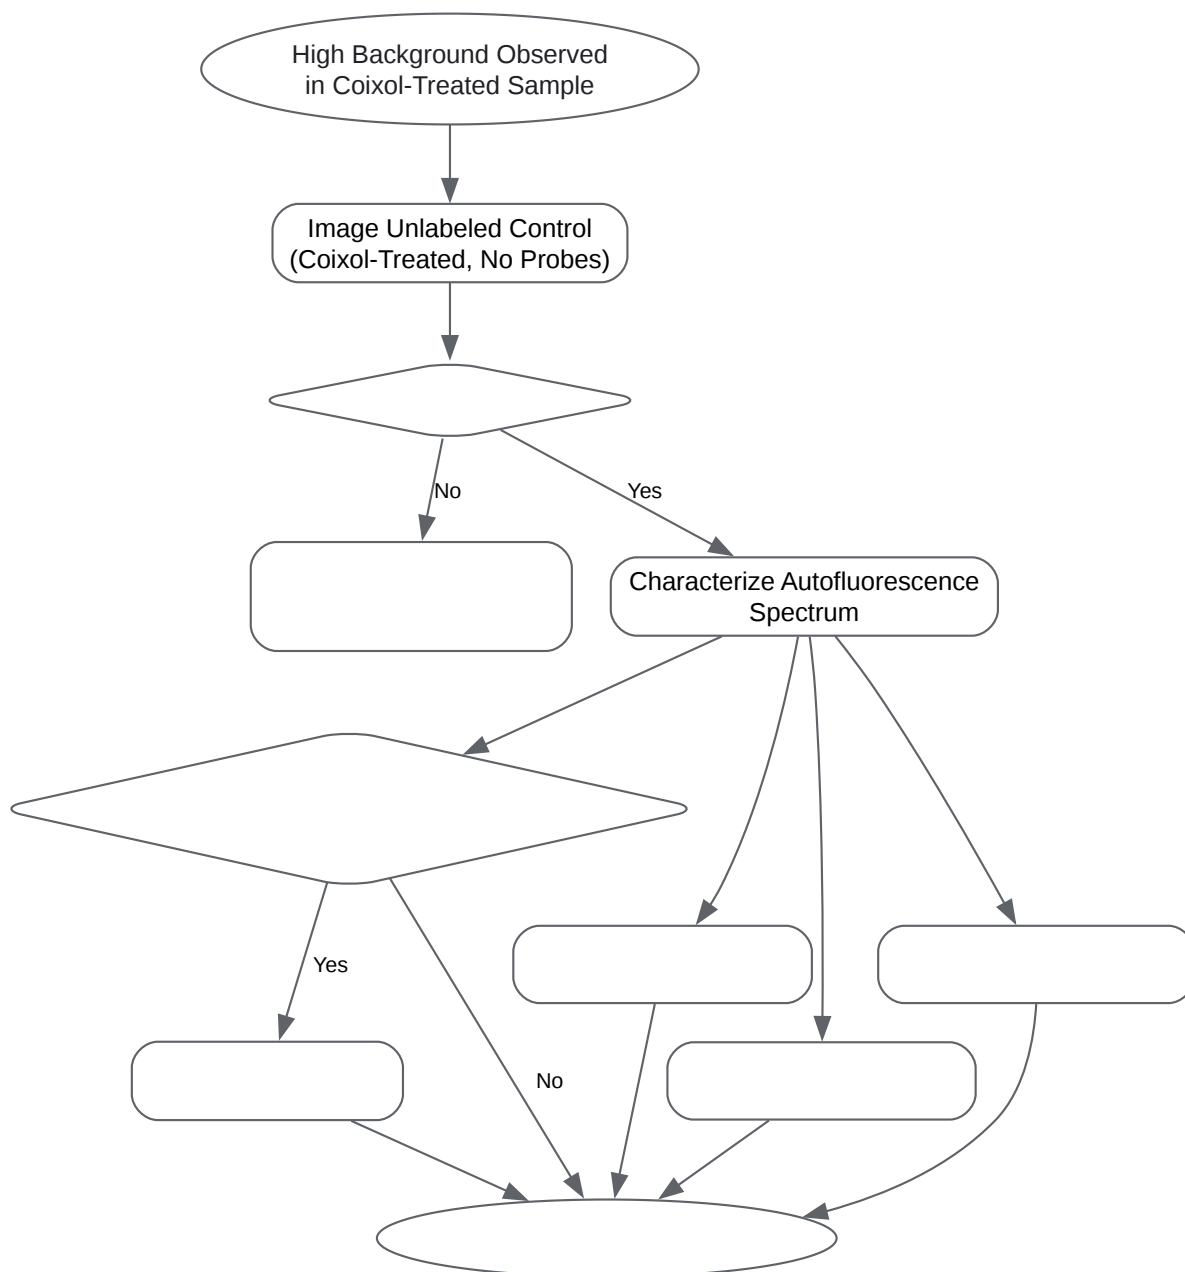 High Background Observed
in Coixol-Treated Sample
Image Unlabeled Control
(Coixol-Treated, No Probes)
No
Yes
Characterize Autofluorescence
Spectrum
Yes
No